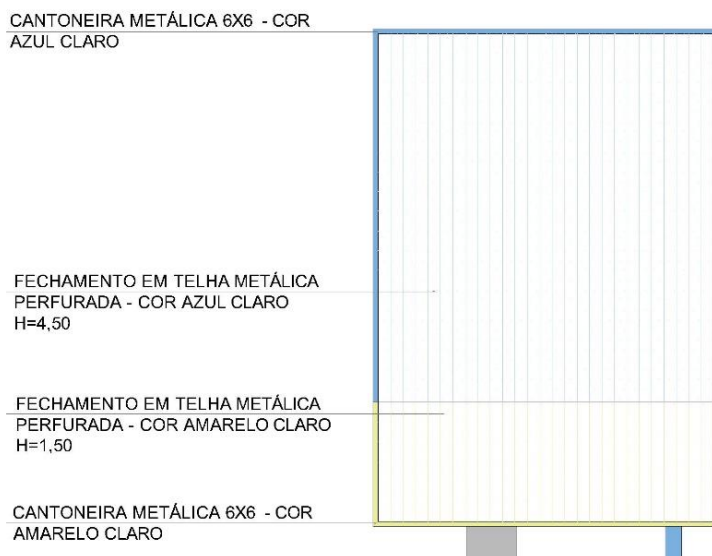 CANTONEIRA METÁLICA 6X6 - COR
AZUL CLARO
FECHAMENTO EM TELHA METÁLICA
PERFURADA - COR AZUL CLARO
H=4,50
FECHAMENTO EM TELHA METÁLICA
PERFURADA - COR AMARELO CLARO
H=1,50
CANTONEIRA METÁLICA 6X6 - COR
AMARELO CLARO